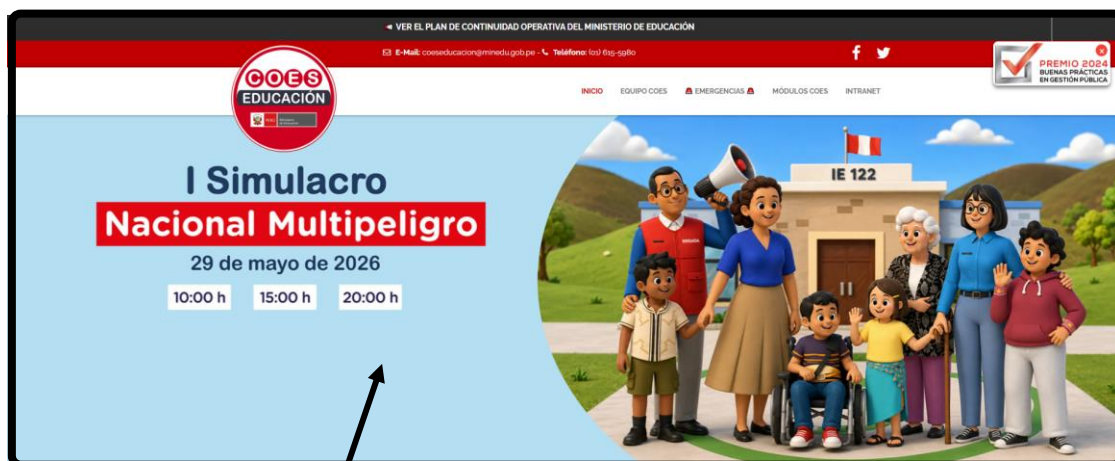 VER EL PLAN DE CONTINUIDAD OPERATIVA DEL MINISTERIO DE EDUCACIÓN
E-Mail: coeseducacion@minedu.gob.pe - Teléfono: (01) 615-5980
PREMIO 2024
BUENAS PRÁCTICAS
EN GESTIÓN PÚBLICA
COES
EDUCACIÓN
PERÚ
INICIO EQUIPO COES EMERGENCIAS MÓDULOS COES INTRANET
I Simulacro
Nacional Multipeligro
29 de mayo de 2026
10:00 h 15:00 h 20:00 h
IE 122
BRIGADA